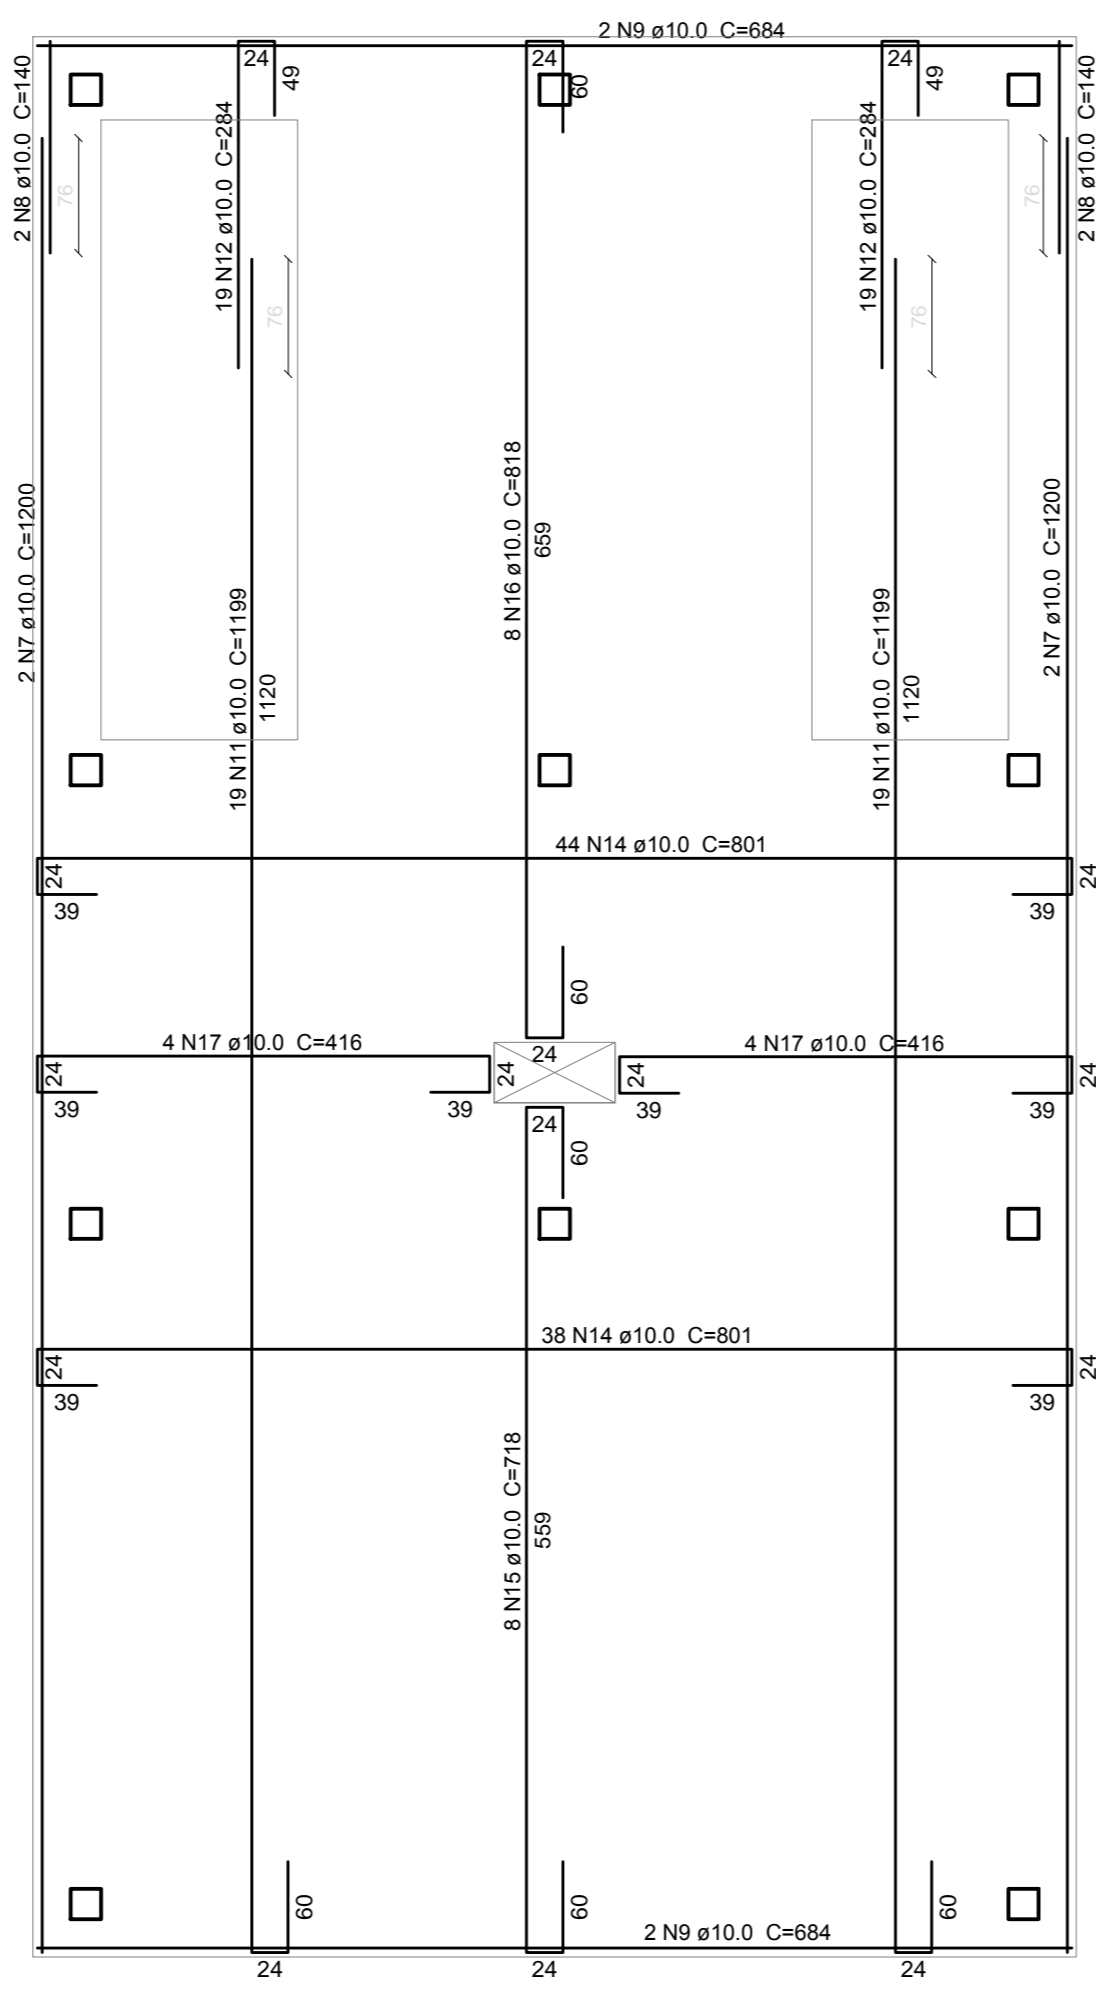 2 N9 ø10.0  C=684
24
24
24
49
60
49
2 N8 ø10.0  C=140
2 N8 ø10.0  C=140
76
76
19 N12 ø10.0  C=284
19 N12 ø10.0  C=284
76
76
2 N7 ø10.0  C=1200
8 N16 ø10.0  C=818
659
2 N7 ø10.0  C=1200
19 N11 ø10.0  C=1199
1120
19 N11 ø10.0  C=1199
1120
44 N14 ø10.0  C=801
24
24
39
39
60
4 N17 ø10.0  C=416
4 N17 ø10.0  C=416
24
24
24
24
24
39
39
39
39
24
60
38 N14 ø10.0  C=801
24
24
39
39
8 N15 ø10.0  C=718
559
60
60
60
2 N9 ø10.0  C=684
24
24
24